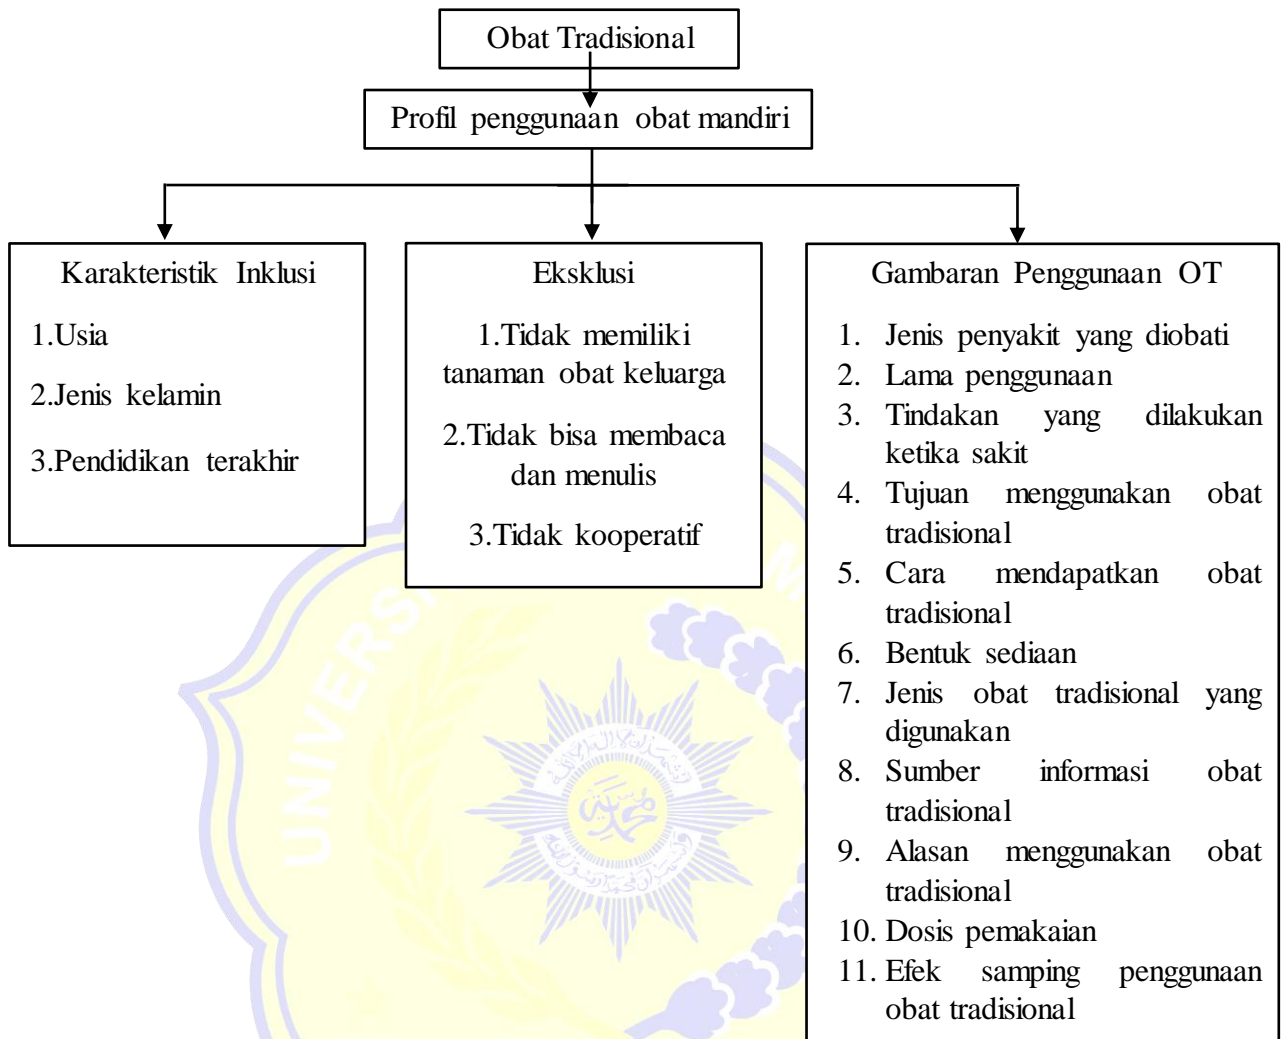 Obat Tradisional
Profil penggunaan obat mandiri
Karakteristik Inklusi
1.Usia
2.Jenis kelamin
3.Pendidikan terakhir
Eksklusi
1.Tidak memiliki
tanaman obat keluarga
2.Tidak bisa membaca
dan menulis
3.Tidak kooperatif
Gambaran Penggunaan OT
1. Jenis penyakit yang diobati
2. Lama penggunaan
3. Tindakan yang dilakukan
ketika sakit
4. Tujuan menggunakan obat
tradisional
5. Cara mendapatkan obat
tradisional
6. Bentuk sediaan
7. Jenis obat tradisional yang
digunakan
8. Sumber informasi obat
tradisional
9. Alasan menggunakan obat
tradisional
10. Dosis pemakaian
11. Efek samping penggunaan
obat tradisional